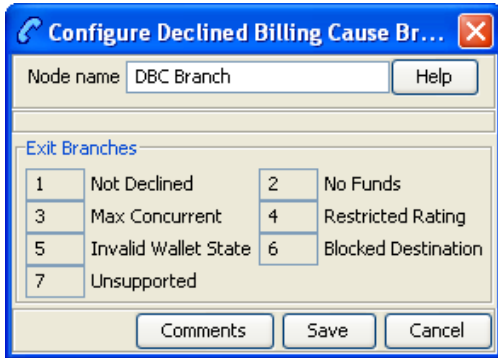 Configure Declined Billing Cause Br...
Node name DBC Branch Help
Exit Branches
1 Not Declined 2 No Funds
3 Max Concurrent 4 Restricted Rating
5 Invalid Wallet State 6 Blocked Destination
7 Unsupported
Comments Save Cancel